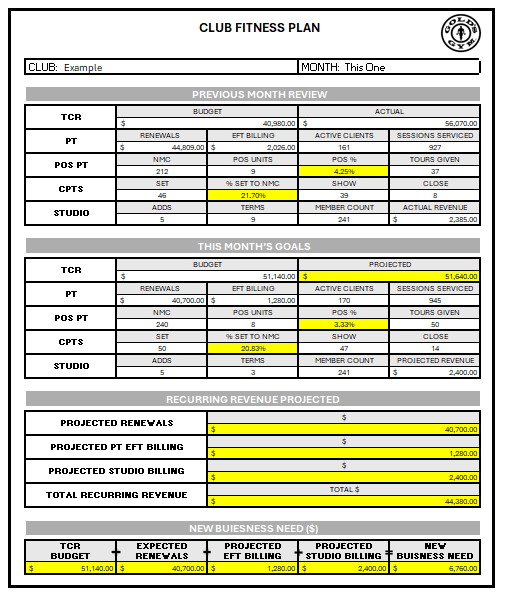 CLUB FITNESS PLAN
GOLD'S GYM
CLUB: Example MONTH: This One
PREVIOUS MONTH REVIEW
TCR BUDGET ACTUAL
$ 40,980.00 $ 56,070.00
PT RENEWALS EFT BILLING ACTIVE CLIENTS SESSIONS SERVICED
$ 44,809.00 $ 2,026.00 161 927
POS PT NMC POS UNITS POS % TOURS GIVEN
212 9 4.25% 37
CPTS SET % SET TO NMC SHOW CLOSE
46 21.70% 39 8
STUDIO ADDS TERMS MEMBER COUNT ACTUAL REVENUE
5 9 241 $ 2,385.00
THIS MONTH'S GOALS
TCR BUDGET PROJECTED
$ 51,140.00 $ 51,640.00
PT RENEWALS EFT BILLING ACTIVE CLIENTS SESSIONS SERVICED
$ 40,700.00 $ 1,280.00 170 945
POS PT NMC POS UNITS POS % TOURS GIVEN
240 8 3.33% 50
CPTS SET % SET TO NMC SHOW CLOSE
50 20.83% 47 14
STUDIO ADDS TERMS MEMBER COUNT PROJECTED REVENUE
5 3 241 $ 2,400.00
RECURRING REVENUE PROJECTED
PROJECTED RENEWALS $
$ 40,700.00
PROJECTED PT EFT BILLING $
$ 1,280.00
PROJECTED STUDIO BILLING $
$ 2,400.00
TOTAL RECURRING REVENUE TOTAL $
$ 44,380.00
NEW BUIESNESS NEED ($)
TCR BUDGET - EXPECTED RENEWALS - PROJECTED EFT BILLING - PROJECTED STUDIO BILLING = NEW BUISNESS NEED
$ 51,140.00 $ 40,700.00 $ 1,280.00 $ 2,400.00 $ 6,760.00